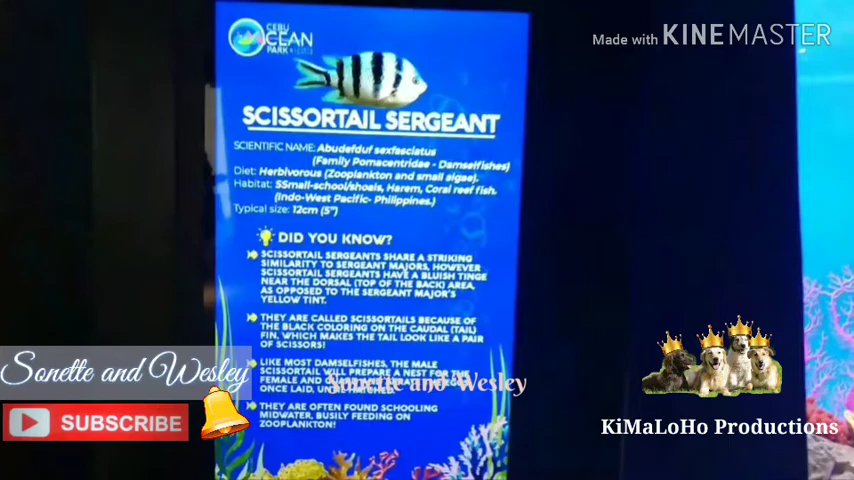 CEBU
OCEAN
PARK
Made with KINEMASTER
SCISSORTAIL SERGEANT
SCIENTIFIC NAME: Abudefduf sexfasciatus
(Family Pomacentridae - Damselfishes)
Diet: Herbivorous (Zooplankton and small algae).
Habitat: SSmall-school/shoals, Harem, Coral reef fish.
(Indo-West Pacific- Philippines.)
Typical size: 12cm (5")
DID YOU KNOW?
SCISSORTAIL SERGEANTS SHARE A STRIKING
SIMILARITY TO SERGEANT MAJORS, HOWEVER
SCISSORTAIL SERGEANTS HAVE A BLUISH TINGE
NEAR THE DORSAL (TOP OF THE BACK) AREA,
AS OPPOSED TO THE SERGEANT MAJOR'S
YELLOW TINT.
THEY ARE CALLED SCISSORTAILS BECAUSE OF
THE BLACK COLORING ON THE CAUDAL (TAIL)
FIN, WHICH MAKES THE TAIL LOOK LIKE A PAIR
OF SCISSORS!
LIKE MOST DAMSELFISHES, THE MALE
SCISSORTAIL WILL PREPARE A NEST FOR THE
FEMALE AND
ONCE LAID,
THEY ARE OFTEN FOUND SCHOOLING
MIDWATER, BUSILY FEEDING ON
ZOOPLANKTON!
Sonette and Wesley
Sonette and Wesley
SUBSCRIBE
KiMaLoHo Productions